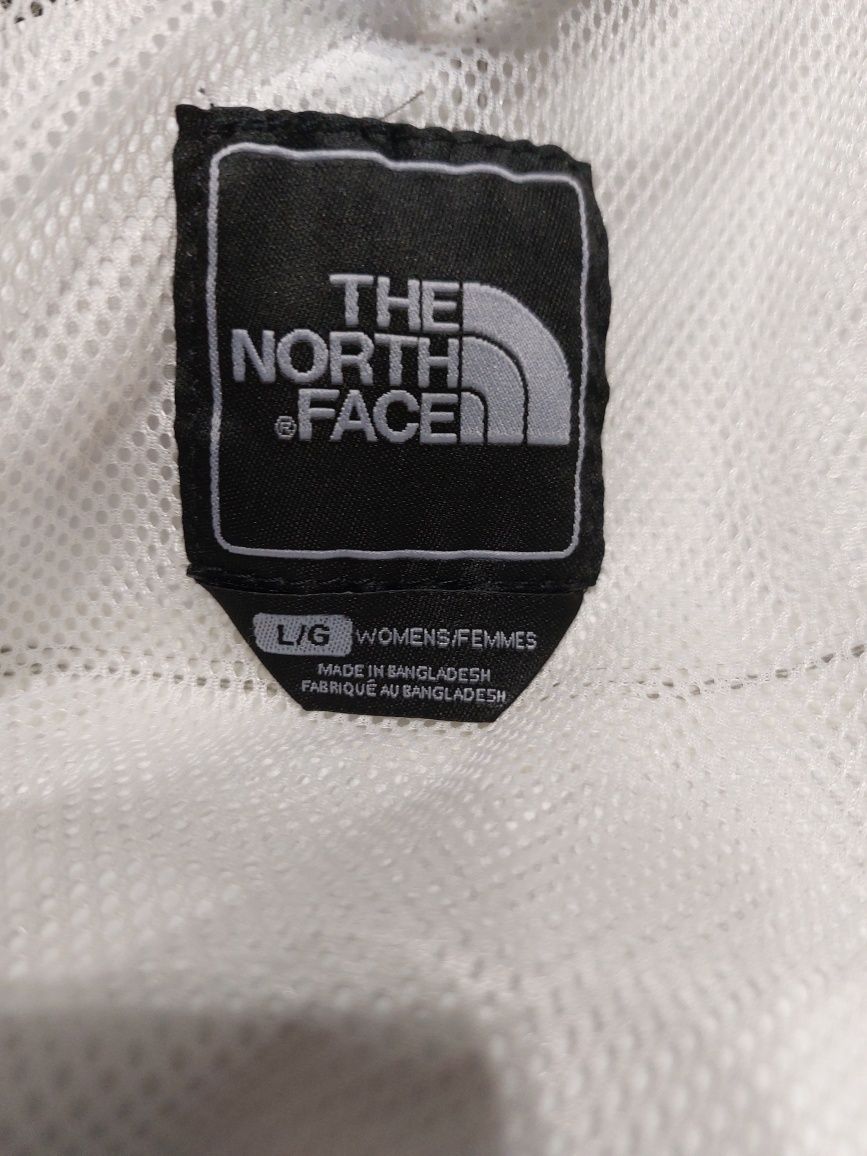 THE
NORTH
®FACE
L/G WOMENS/FEMMES
MADE IN BANGLADESH
FABRIQUÉ AU BANGLADESH